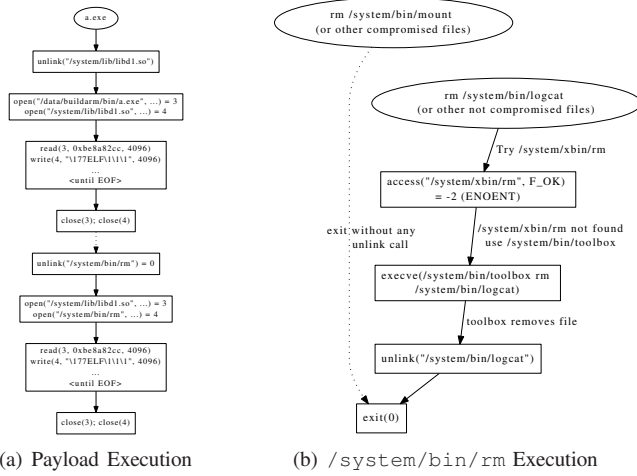 a.exe
unlink("/system/lib/libd1.so")
open("/data/buildarm/bin/a.exe", ...) = 3
open("/system/lib/libd1.so", ...) = 4
read(3, 0xbe8a82cc, 4096)
write(4, "\177ELF\1\1\1", 4096)
...
<until EOF>
close(3); close(4)
unlink("/system/bin/rm") = 0
open("/system/lib/libd1.so", ...) = 3
open("/system/bin/rm", ...) = 4
read(3, 0xbe8a82cc, 4096)
write(4, "\177ELF\1\1\1", 4096)
...
<until EOF>
close(3); close(4)
(a) Payload Execution
rm /system/bin/mount
(or other compromised files)
rm /system/bin/logcat
(or other not compromised files)
Try /system/xbin/rm
access("/system/xbin/rm", F_OK)
= -2 (ENOENT)
exit without any
unlink call
/system/xbin/rm not found
use /system/bin/toolbox
execve(/system/bin/toolbox rm
/system/bin/logcat)
toolbox removes file
unlink("/system/bin/logcat")
exit(0)
(b) /system/bin/rm Execution